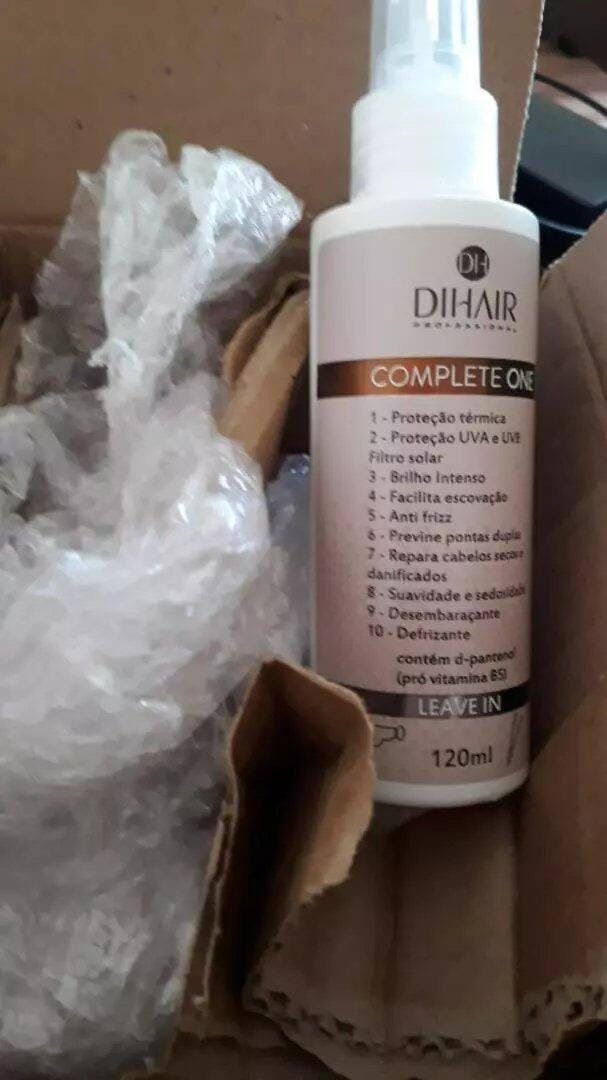 DH
DIHAIR
PROFESSIONAL
COMPLETE ONE
1 - Proteção térmica
2 - Proteção UVA e UVB
Filtro solar
3 - Brilho Intenso
4 - Facilita escovação
5 - Anti frizz
6 - Previne pontas duplas
7 - Repara cabelos secos e
danificados
8 - Suavidade e sedosidade
9 - Desembaraçante
10 - Defrizante
contém d-pantenol
(pró vitamina B5)
LEAVE IN
120ml